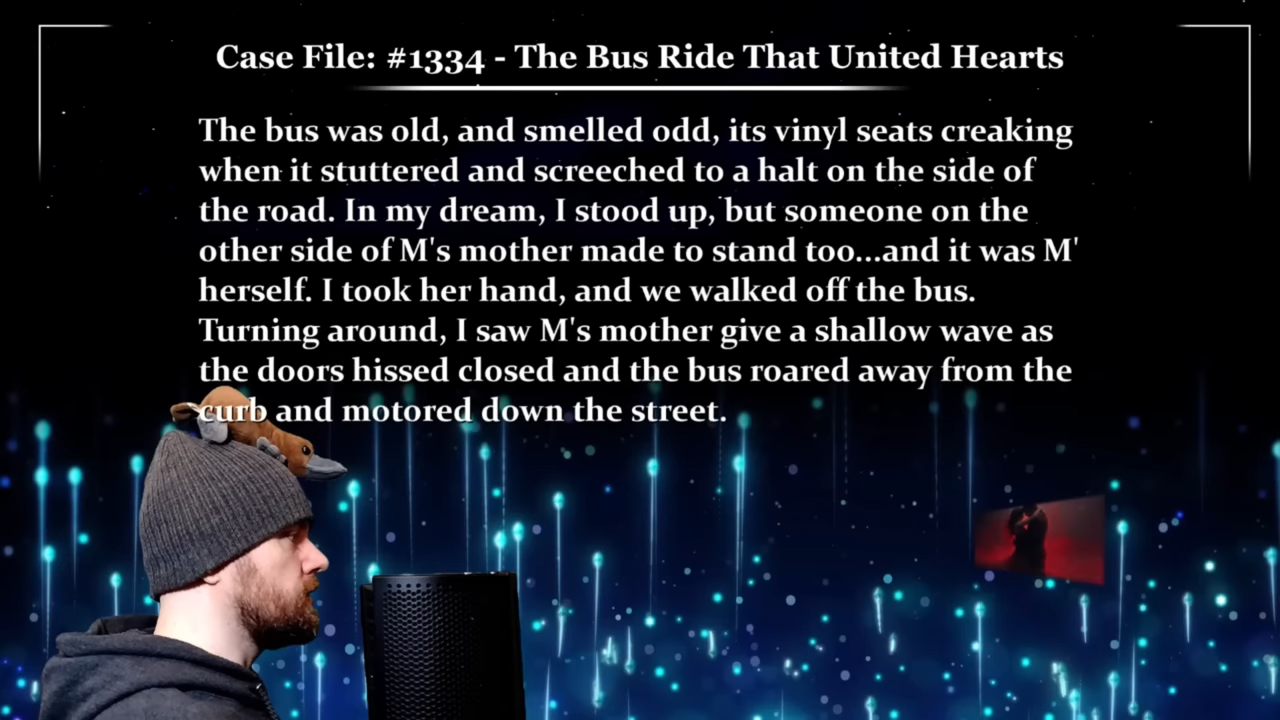 Case File: #1334 - The Bus Ride That United Hearts
The bus was old, and smelled odd, its vinyl seats creaking
when it stuttered and screeched to a halt on the side of
the road. In my dream, I stood up, but someone on the
other side of M's mother made to stand too...and it was M'
herself. I took her hand, and we walked off the bus.
Turning around, I saw M's mother give a shallow wave as
the doors hissed closed and the bus roared away from the
curb and motored down the street.